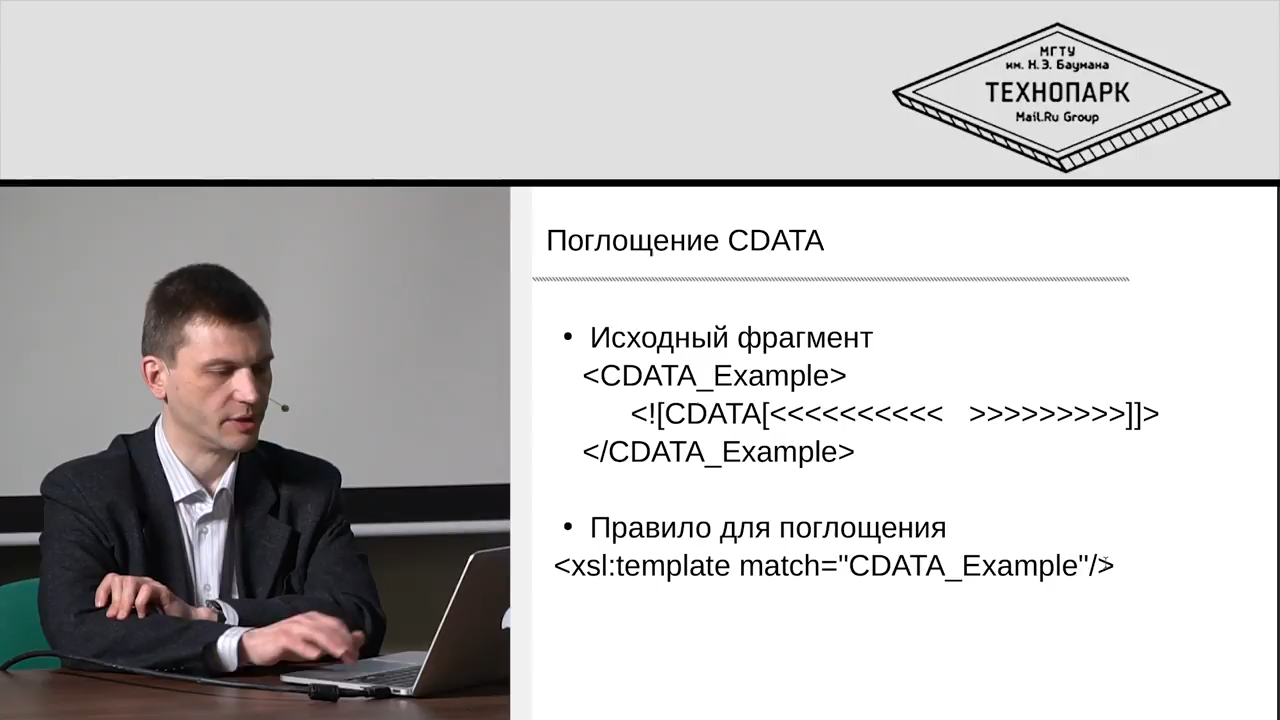 МГТУ
им. Н.Э. Баумана
ТЕХНОПАРК
Mail.Ru Group
Поглощение CDATA
• Исходный фрагмент
<CDATA_Example>
<![CDATA[<<<<<<<<<< >>>>>>>>>]]>
</CDATA_Example>
• Правило для поглощения
<xsl:template match="CDATA_Example"/>